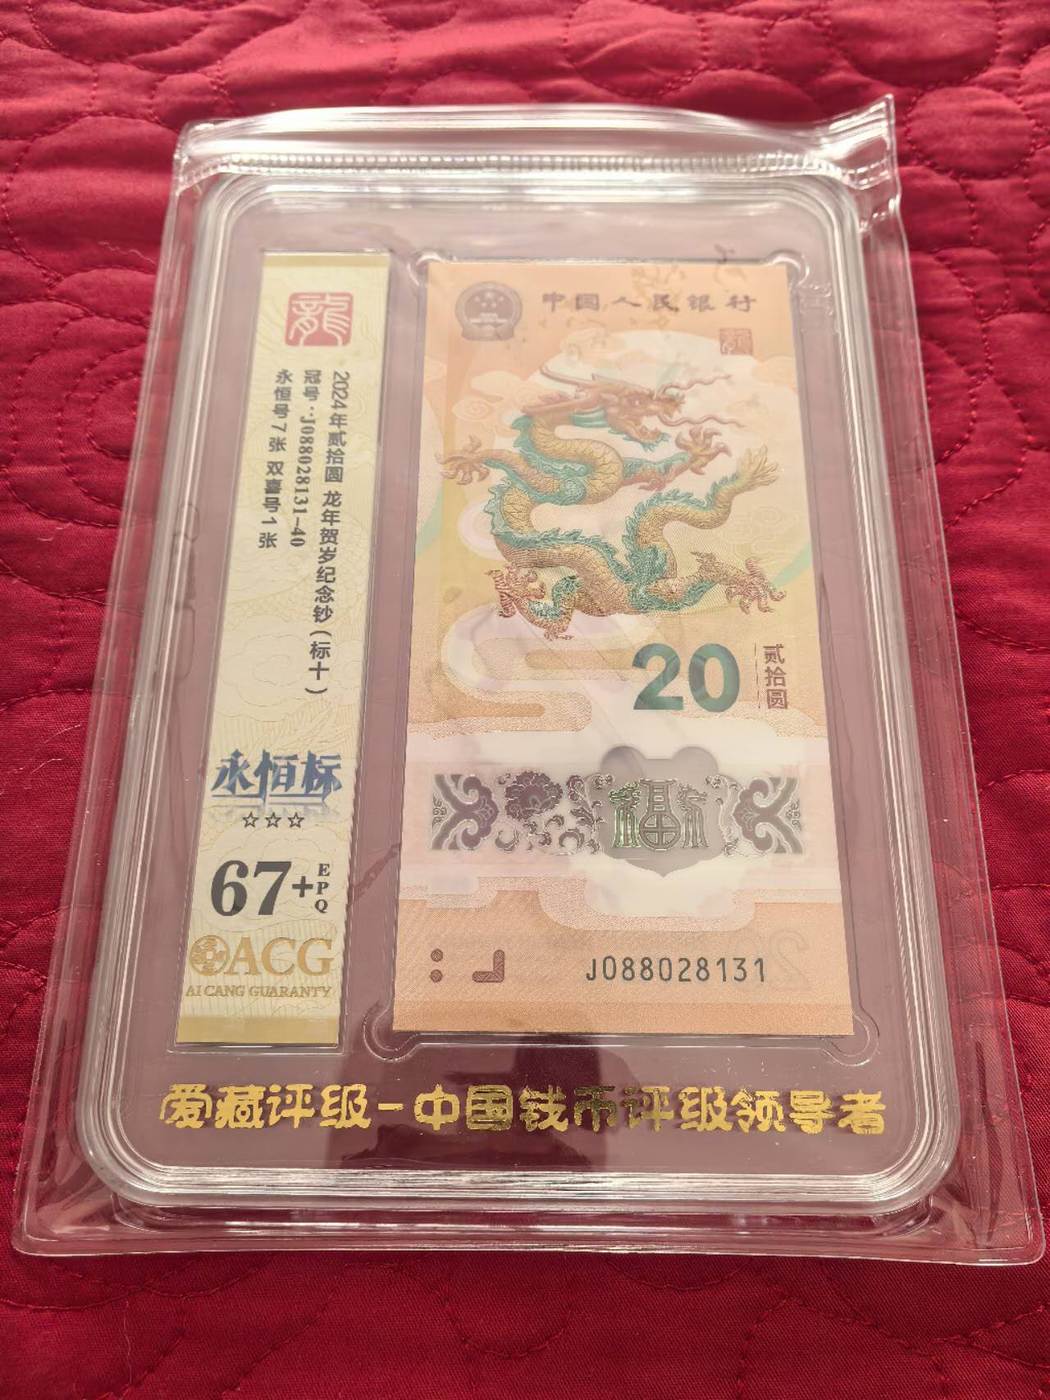 龍
2024年贰拾圆 龙年贺岁纪念钞(标十)
冠号:J088028131-40
永恒号7张 双喜号1张
永恒标
☆☆☆
67+
EPQ
ACG
AI CANG GUARANTY
中国人民银行
龍
20
贰拾圆
福
J088028131
爱藏评级-中国钱币评级领导者